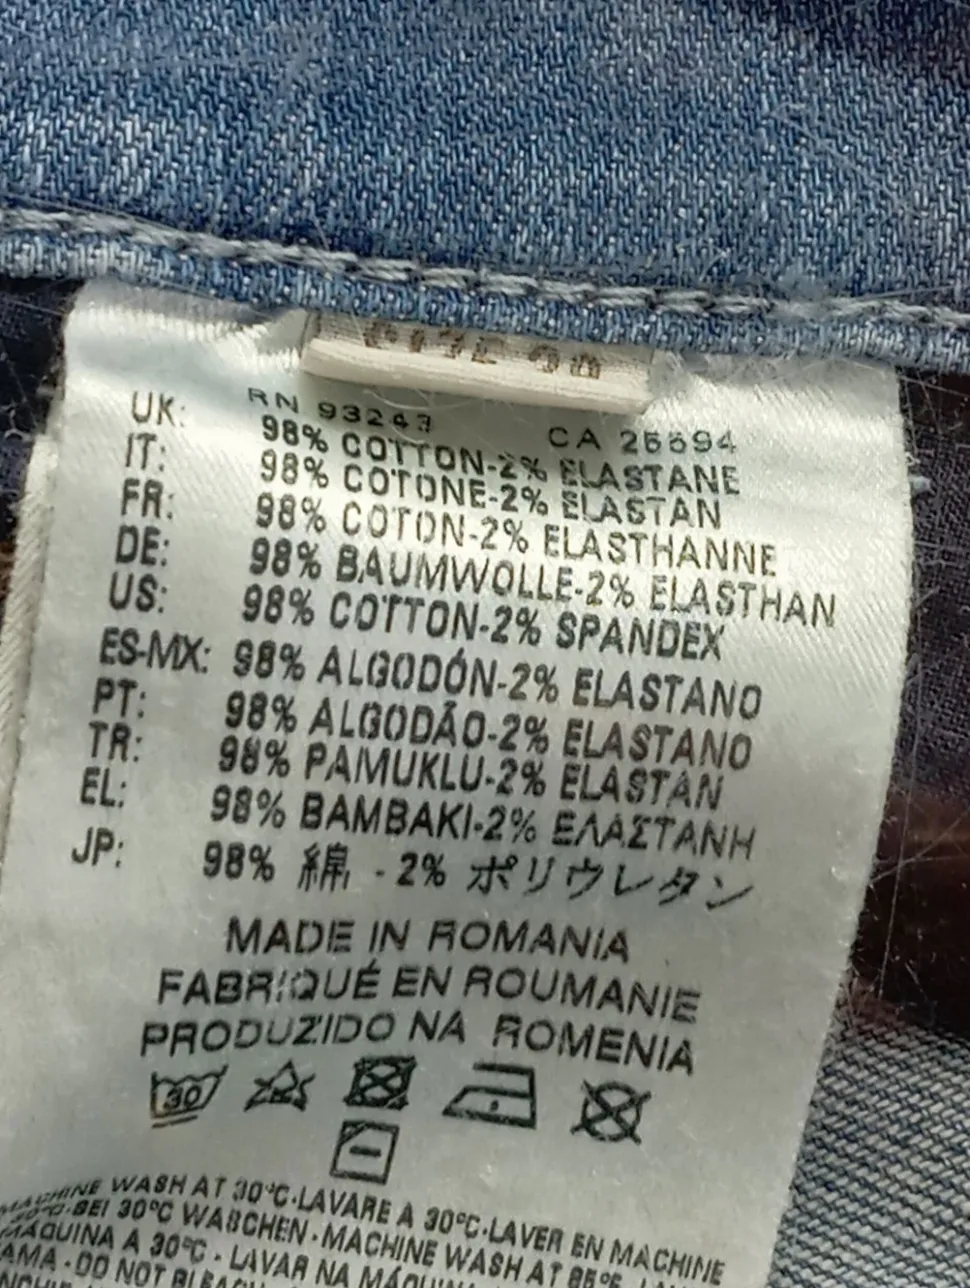 RN 93243 CA 26694
UK: 98% COTTON-2% ELASTANE
IT: 98% COTONE-2% ELASTAN
FR: 98% COTON-2% ELASTHANNE
DE: 98% BAUMWOLLE-2% ELASTHAN
US: 98% COTTON-2% SPANDEX
ES-MX: 98% ALGODÓN-2% ELASTANO
PT: 98% ALGODÃO-2% ELASTANO
TR: 98% PAMUKLU-2% ELASTAN
EL: 98% BAMBAKI-2% ΕΛΑΣΤΑΝΗ
JP: 98% 綿 - 2% ポリウレタン
MADE IN ROMANIA
FABRIQUÉ EN ROUMANIE
PRODUZIDO NA ROMENIA
30
MACHINE WASH AT 30°C·LAVARE A 30°C·LAVER EN MACHINE
30°C·BEI 30°C WASCHEN·MACHINE WASH AT 85°F·
MÁQUINA A 30°C · LAVAR NA
DO NOT BLEACH